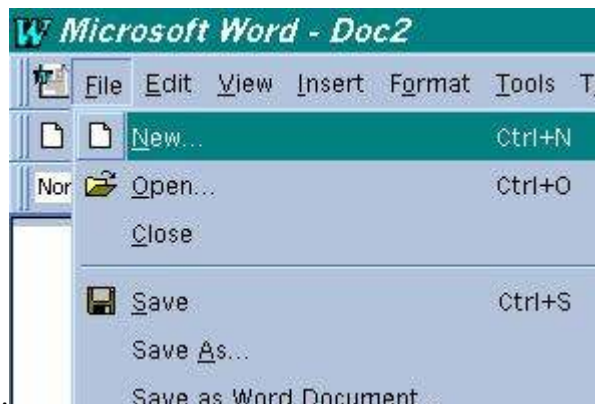 Microsoft Word - Doc2
File Edit View Insert Format Tools T
New... Ctrl+N
Nor Open... Ctrl+O
Close
Save Ctrl+S
Save As...
Save as Word Document...